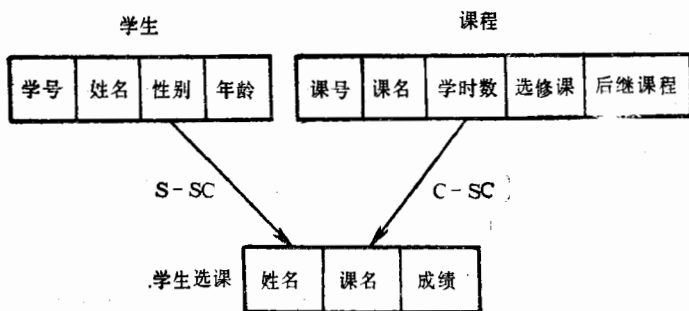 学生 课程
学号 姓名 性别 年龄 课号 课名 学时数 选修课 后继课程
S-SC C-SC
学生选课 姓名 课名 成绩